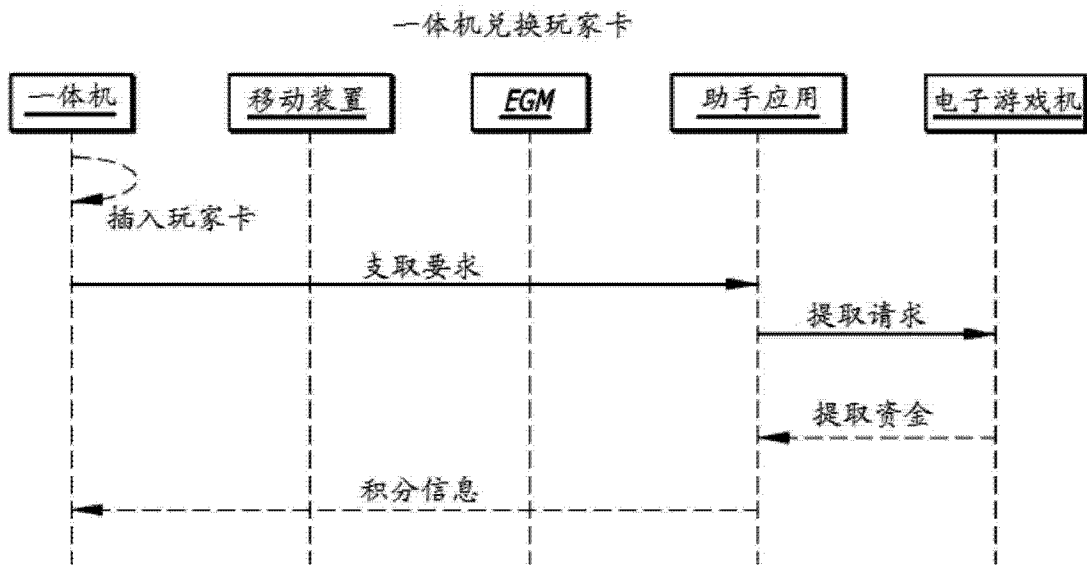 一体机兑换玩家卡
一体机 移动装置 EGM 助手应用 电子游戏机
插入玩家卡
支取要求
提取请求
提取资金
积分信息